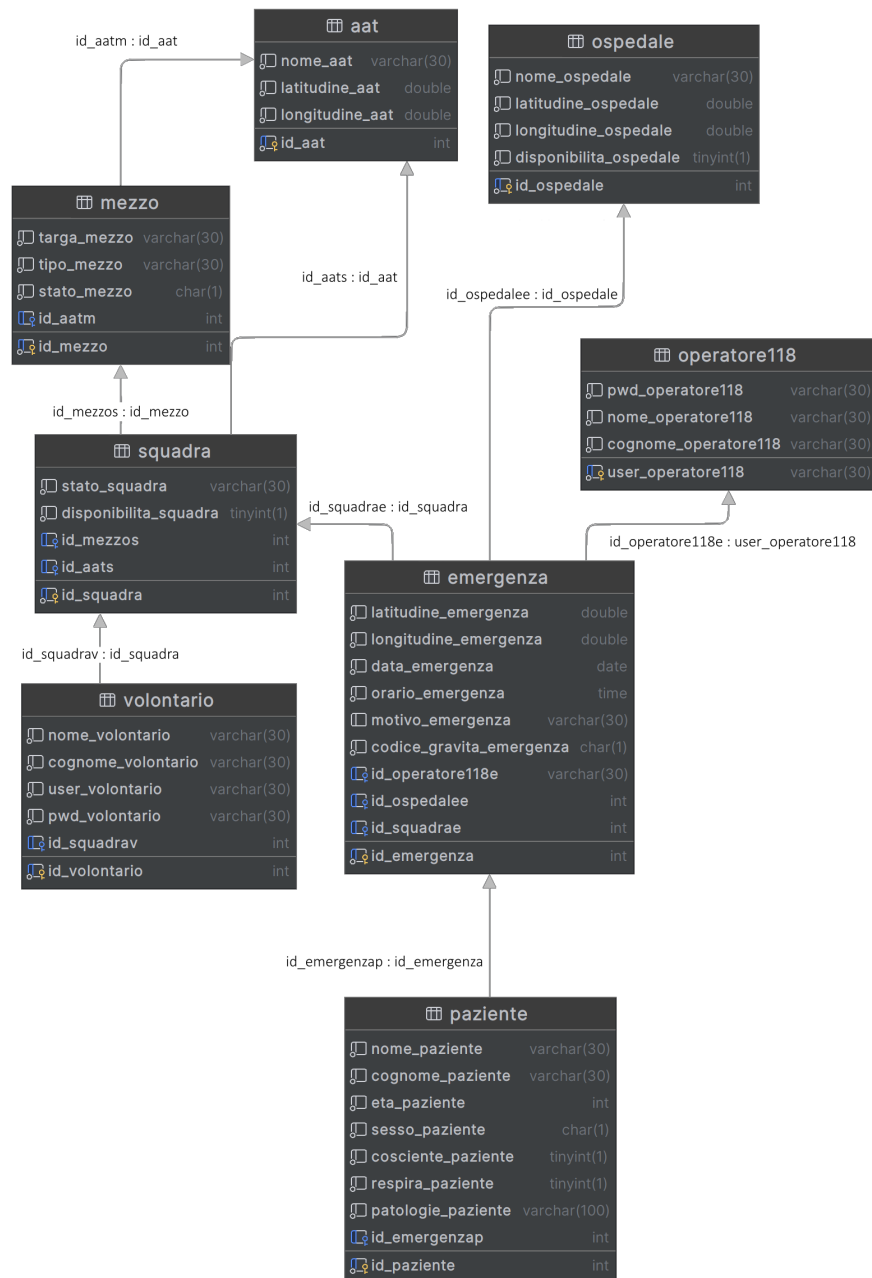 id_aatm : id_aat
aat
nome_aat varchar(30)
latitudine_aat double
longitudine_aat double
id_aat int
ospedale
nome_ospedale varchar(30)
latitudine_ospedale double
longitudine_ospedale double
disponibilita_ospedale tinyint(1)
id_ospedale int
mezzo
targa_mezzo varchar(30)
tipo_mezzo varchar(30)
stato_mezzo char(1)
id_aatm int
id_mezzo int
id_aats : id_aat
id_ospedalee : id_ospedale
operatore118
pwd_operatore118 varchar(30)
nome_operatore118 varchar(30)
cognome_operatore118 varchar(30)
user_operatore118 varchar(30)
id_mezzos : id_mezzo
squadra
stato_squadra varchar(30)
disponibilita_squadra tinyint(1)
id_mezzos int
id_aats int
id_squadra int
id_squadrae : id_squadra
id_operatore118e : user_operatore118
emergenza
latitudine_emergenza double
longitudine_emergenza double
data_emergenza date
orario_emergenza time
motivo_emergenza varchar(30)
codice_gravita_emergenza char(1)
id_operatore118e varchar(30)
id_ospedalee int
id_squadrae int
id_emergenza int
id_squadrav : id_squadra
volontario
nome_volontario varchar(30)
cognome_volontario varchar(30)
user_volontario varchar(30)
pwd_volontario varchar(30)
id_squadrav int
id_volontario int
id_emergenzap : id_emergenza
paziente
nome_paziente varchar(30)
cognome_paziente varchar(30)
eta_paziente int
sesso_paziente char(1)
cosciente_paziente tinyint(1)
respira_paziente tinyint(1)
patologie_paziente varchar(100)
id_emergenzap int
id_paziente int